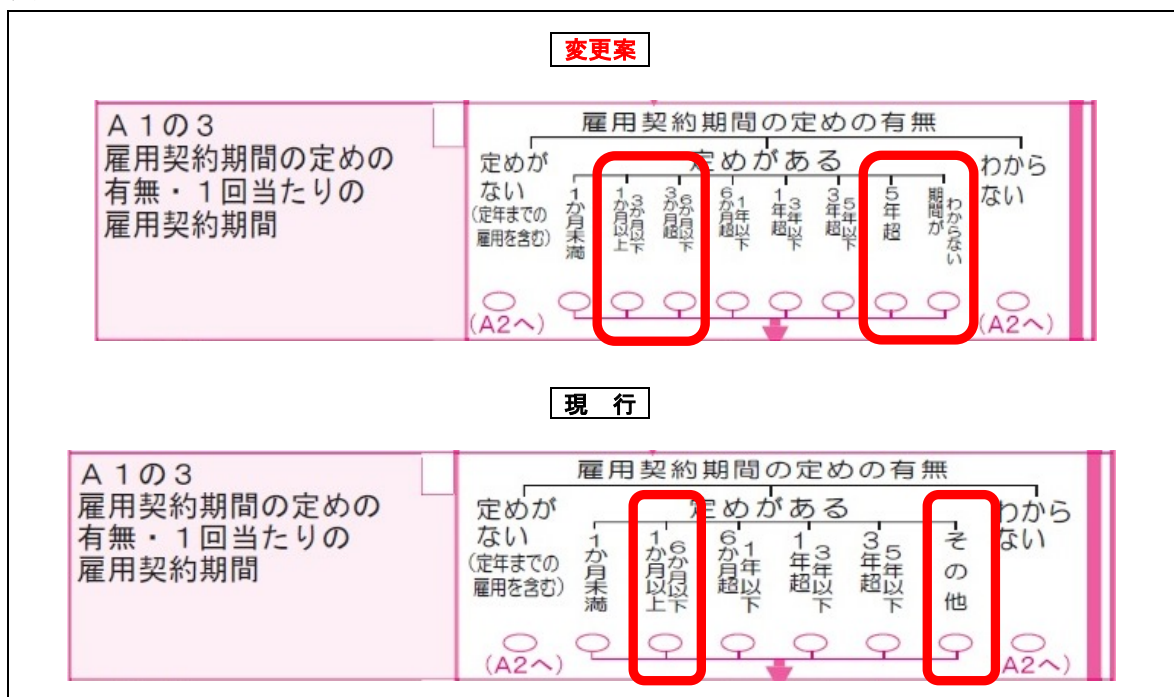 変更案
A1の3
雇用契約期間の定めの
有無・1回当たりの
雇用契約期間
雇用契約期間の定めの有無
定めが
ない
(定年までの
雇用を含む)
定めがある
1か月未満
1か月以上
3か月以下
3か月超
6か月以下
6か月超
1年以下
1年超
3年以下
3年超
5年以下
5年超
期間が
わからない
わから
ない
(A2へ)
(A2へ)
現 行
A1の3
雇用契約期間の定めの
有無・1回当たりの
雇用契約期間
雇用契約期間の定めの有無
定めが
ない
(定年までの
雇用を含む)
定めがある
1か月未満
1か月以上
6か月以下
6か月超
1年以下
1年超
3年以下
3年超
5年以下
その他
わから
ない
(A2へ)
(A2へ)